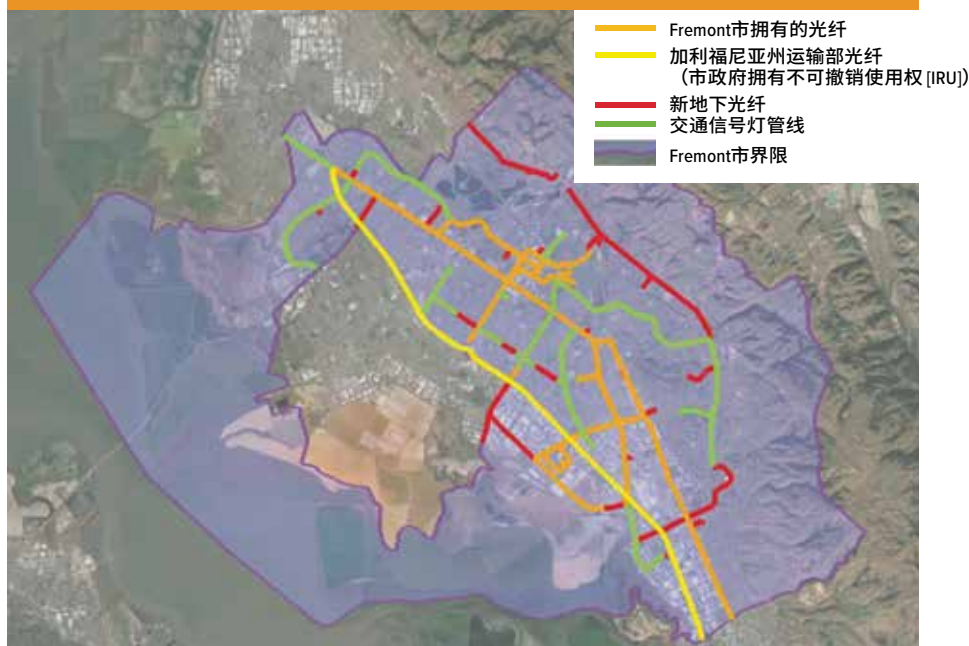 Fremont市拥有的光纤
加利福尼亚州运输部光纤
（市政府拥有不可撤销使用权 [IRU]）
新地下光纤
交通信号灯管线
Fremont市界限